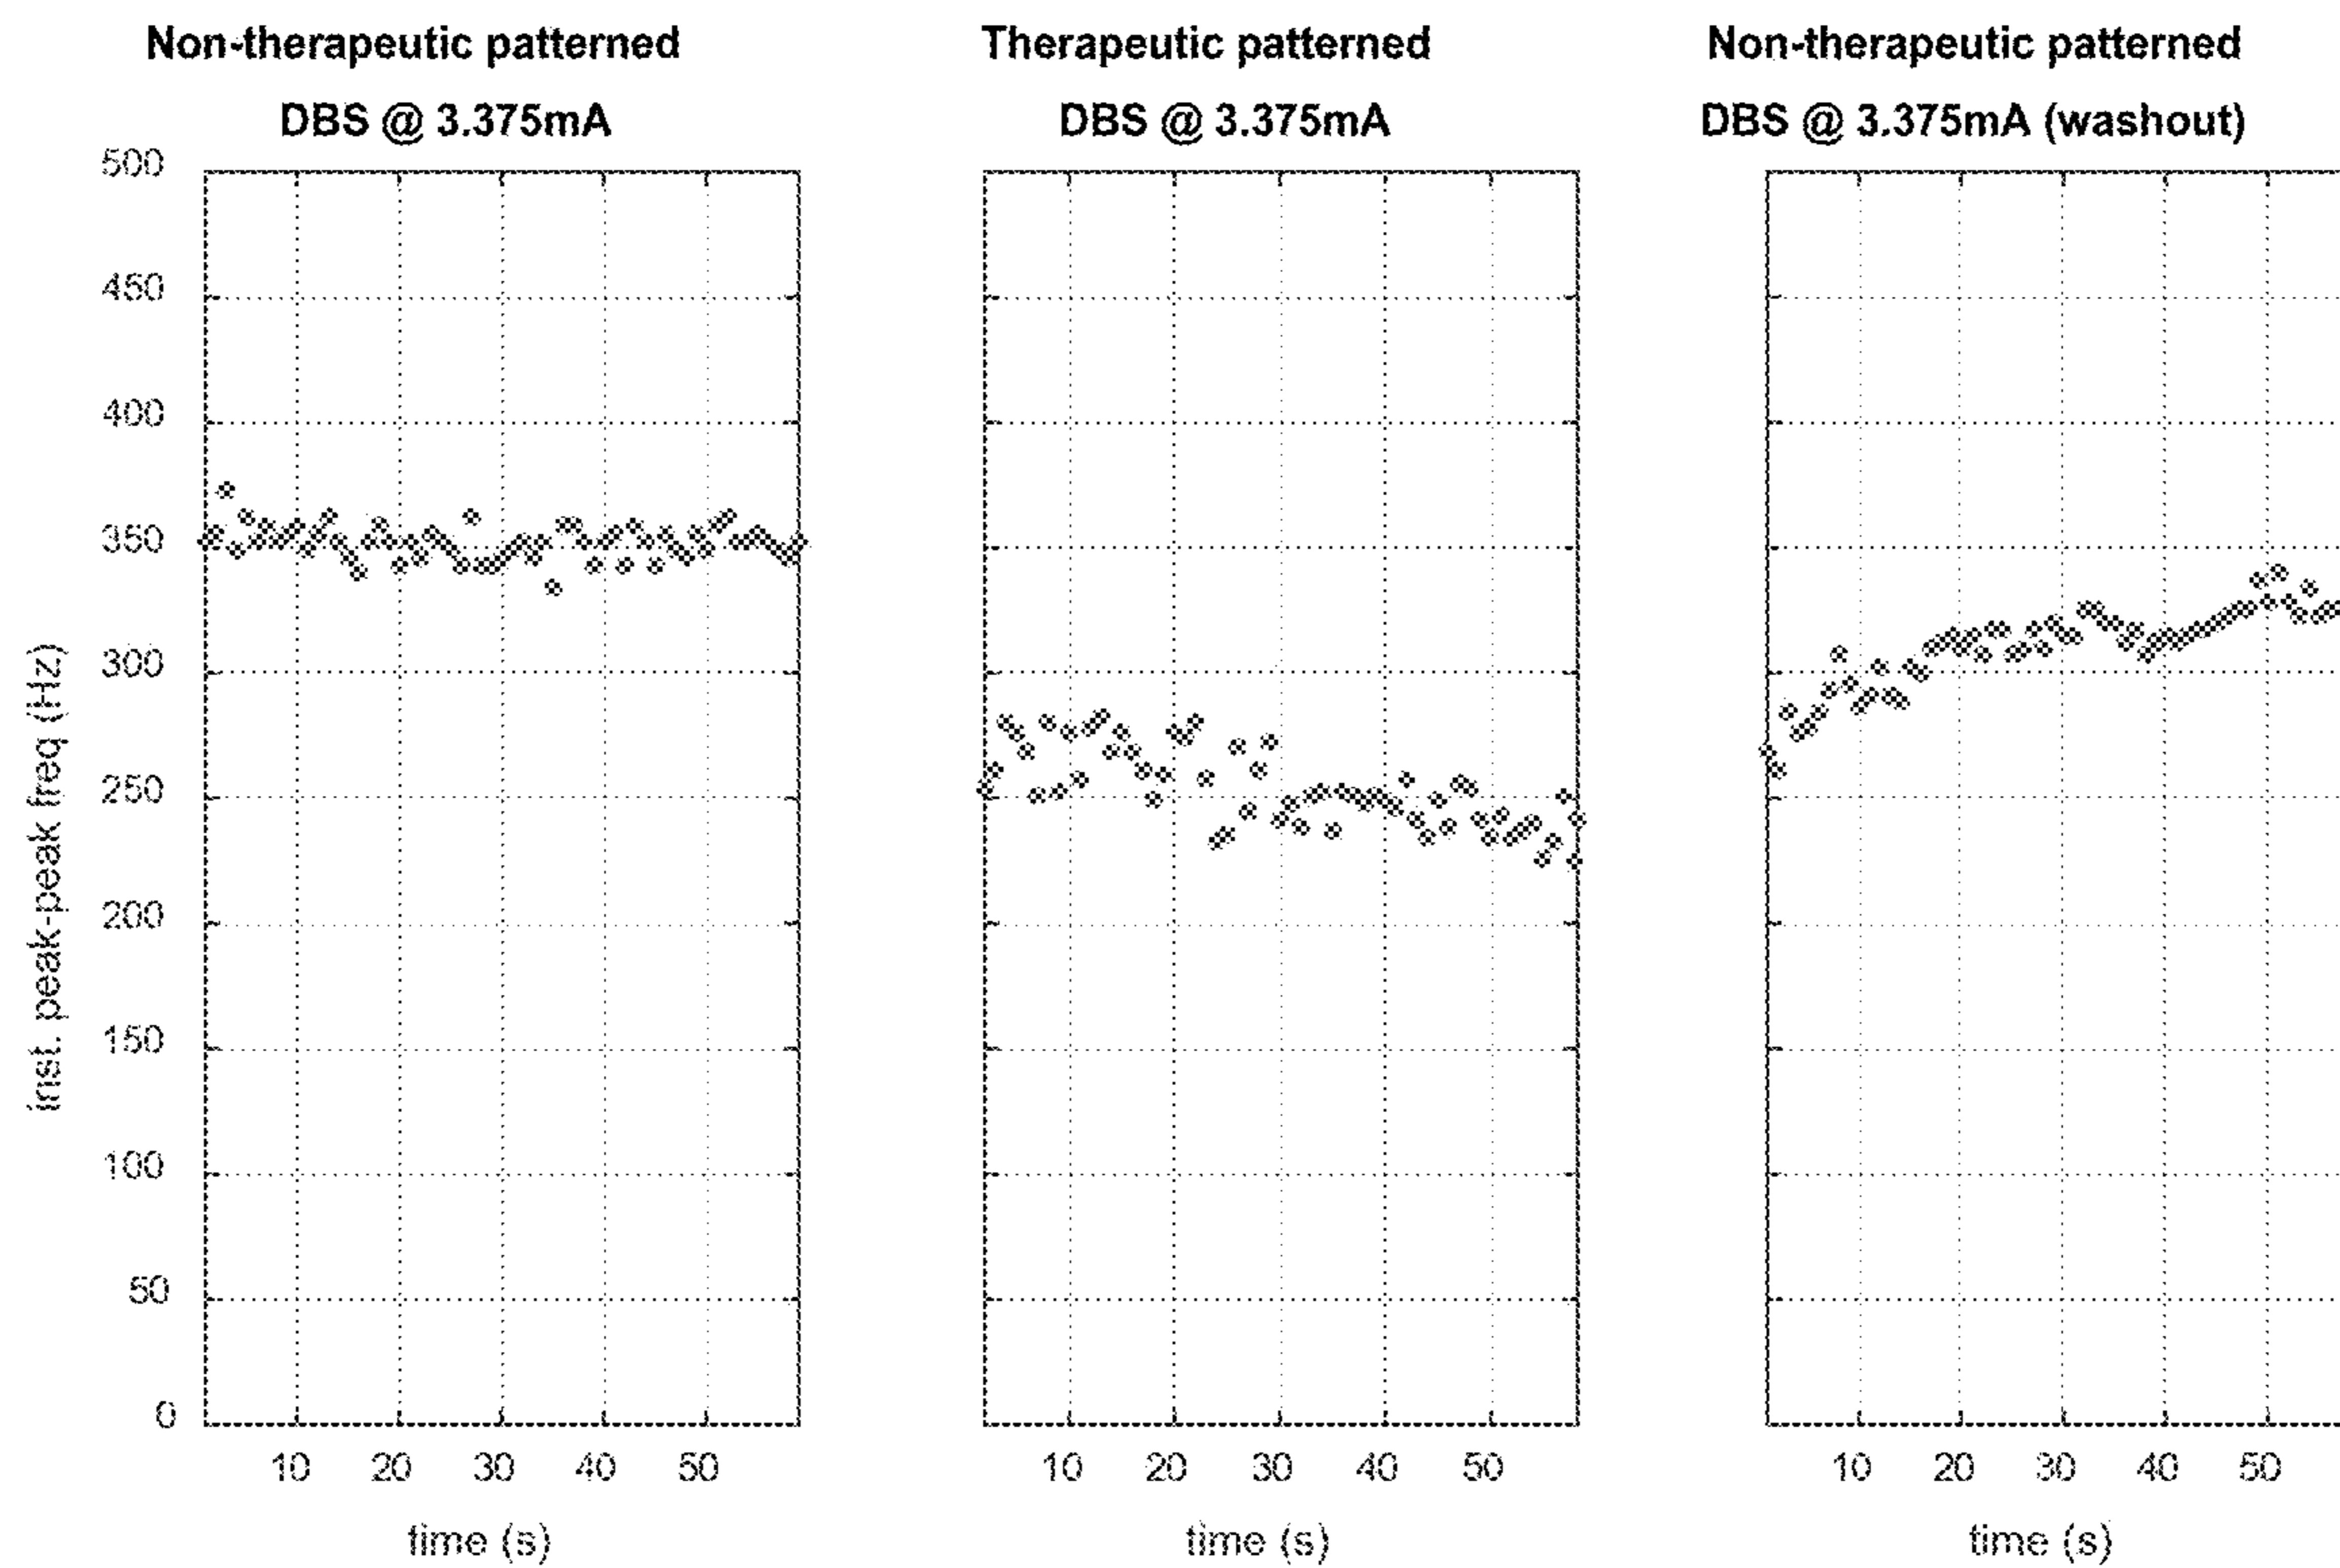 Non-therapeutic patterned
DBS @ 3.375mA
Therapeutic patterned
DBS @ 3.375mA
Non-therapeutic patterned
DBS @ 3.375mA (washout)
inst. peak-peak freq (Hz)
500
450
400
350
300
250
200
150
100
50
0
10 20 30 40 50
10 20 30 40 50
10 20 30 40 50
time (s)
time (s)
time (s)